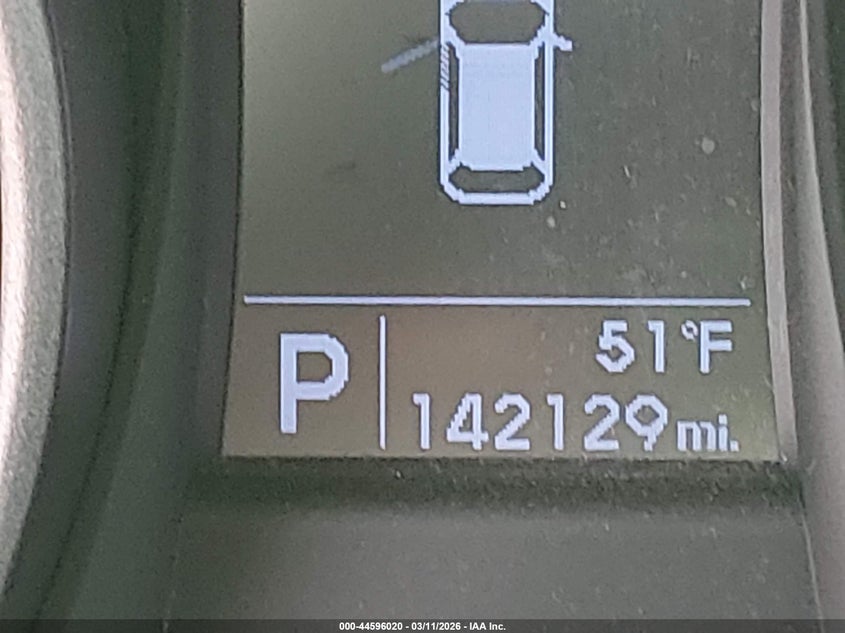 51°F
P
142129 mi.
000-44596020 - 03/11/2026 - IAA Inc.